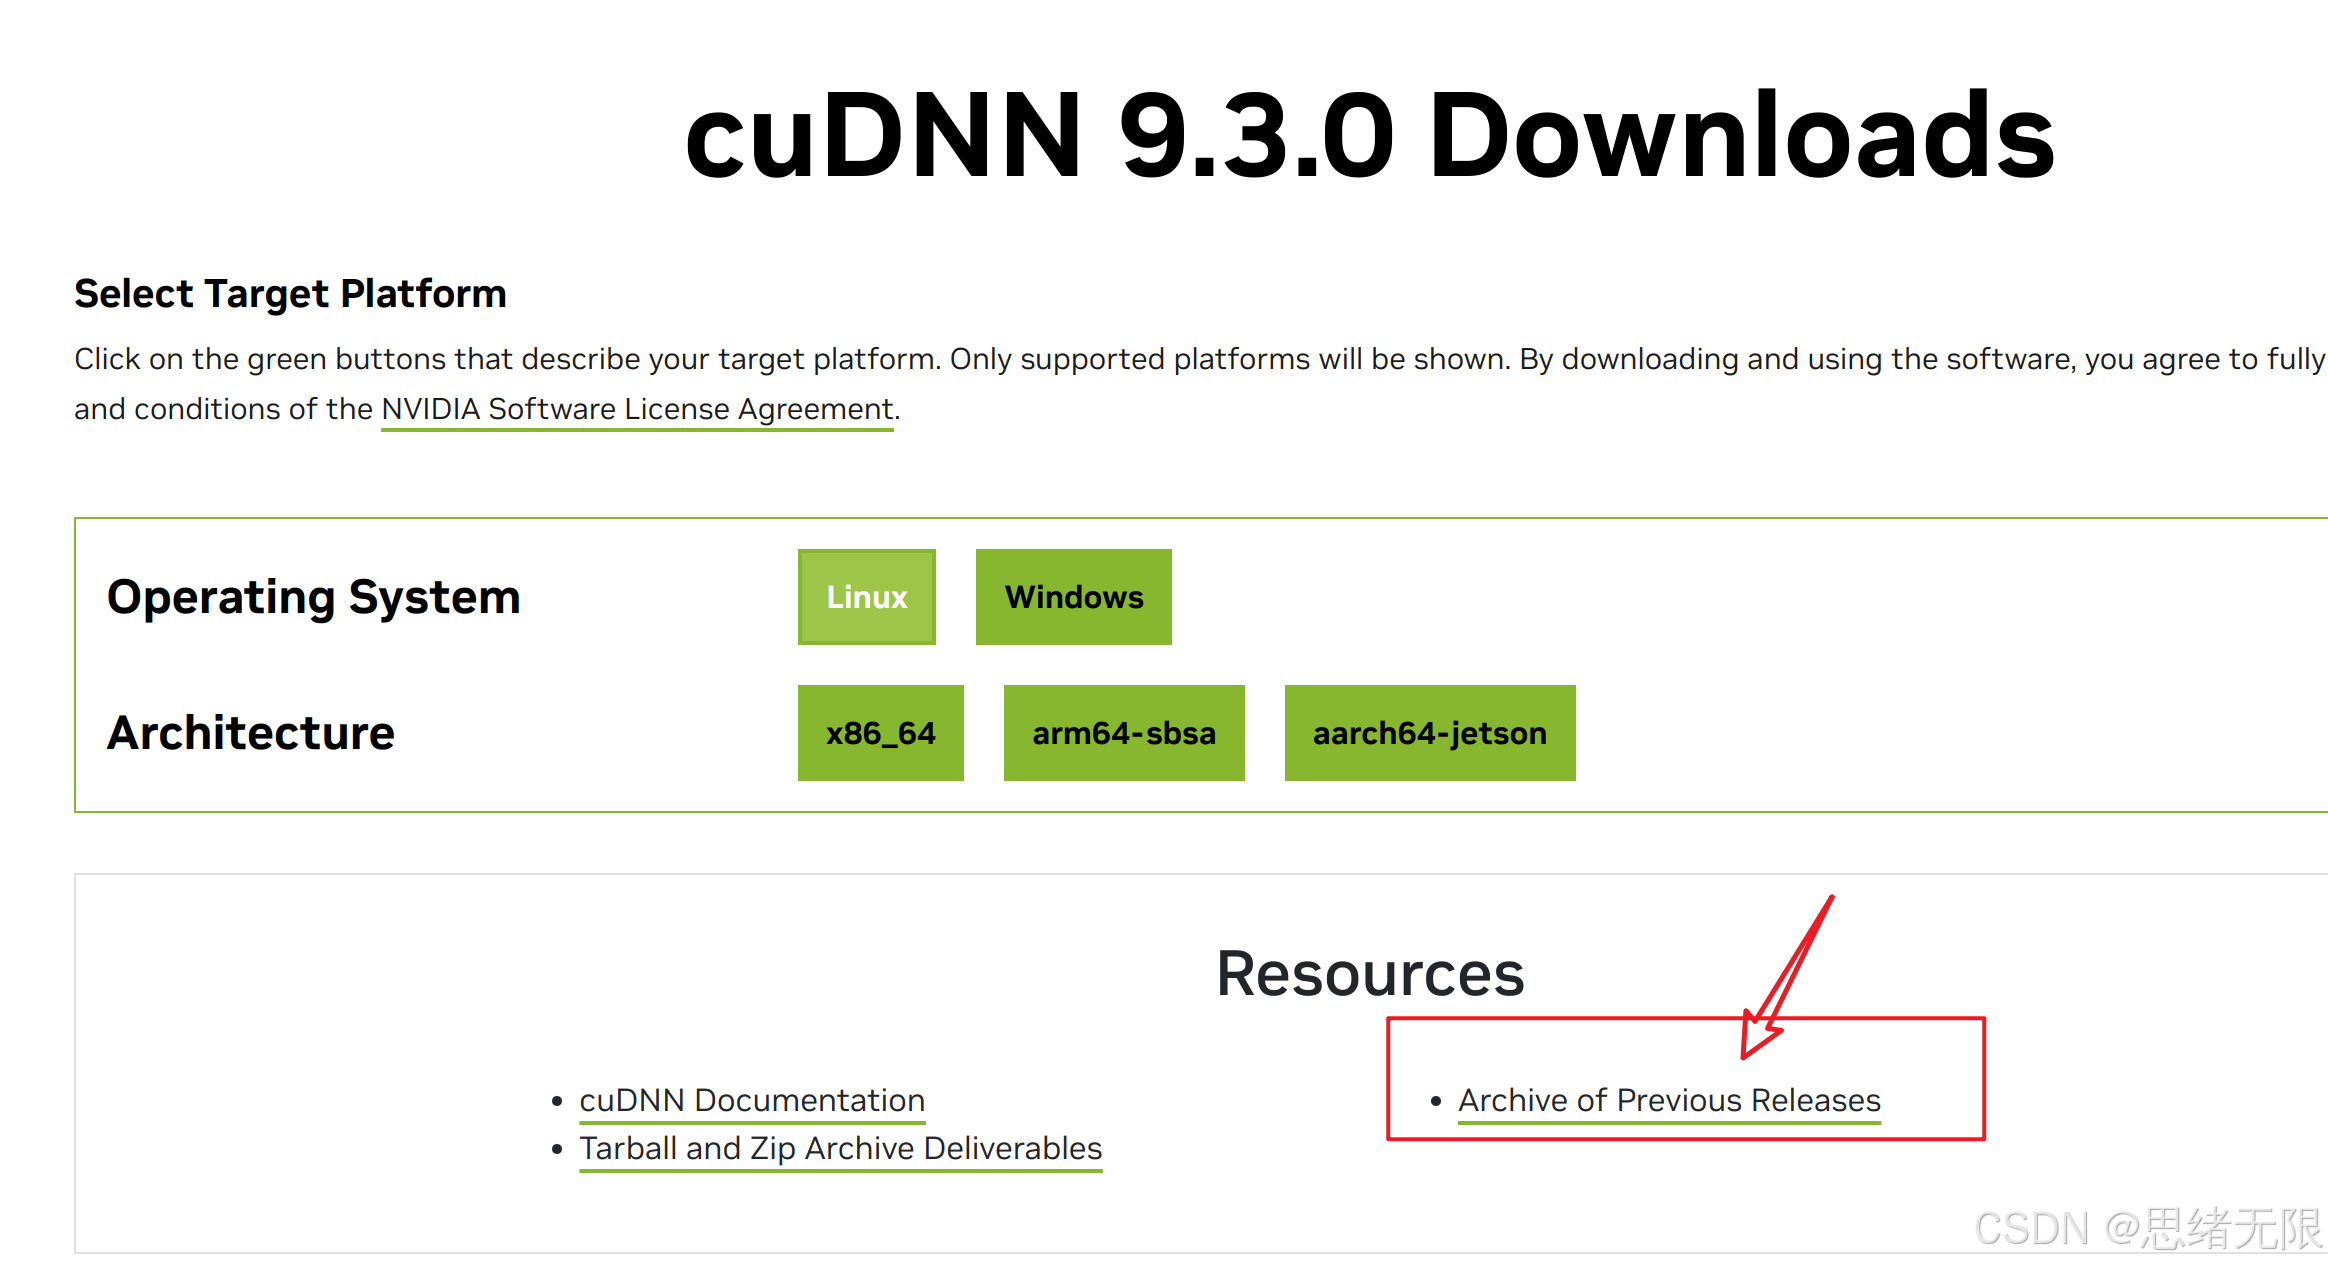 cuDNN 9.3.0 Downloads
Select Target Platform
Click on the green buttons that describe your target platform. Only supported platforms will be shown. By downloading and using the software, you agree to fully
and conditions of the NVIDIA Software License Agreement.
Operating System Linux Windows
Architecture x86_64 arm64-sbsa aarch64-jetson
Resources
• cuDNN Documentation
• Tarball and Zip Archive Deliverables
• Archive of Previous Releases
CSDN @思绪无限